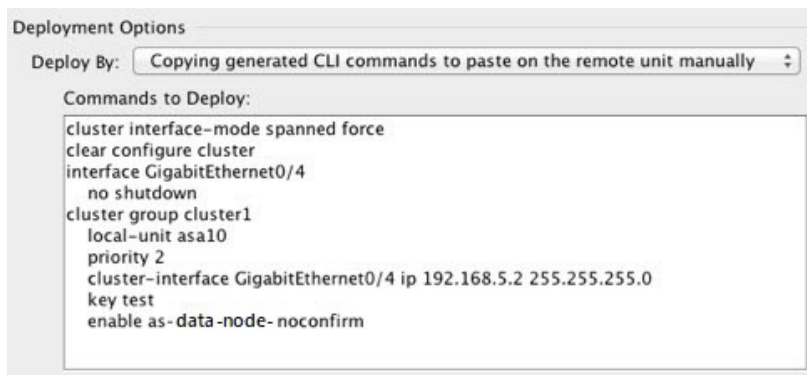 Deployment Options
Deploy By: Copying generated CLI commands to paste on the remote unit manually
Commands to Deploy:
cluster interface-mode spanned force
clear configure cluster
interface GigabitEthernet0/4
no shutdown
cluster group cluster1
local-unit asa10
priority 2
cluster-interface GigabitEthernet0/4 ip 192.168.5.2 255.255.255.0
key test
enable as-data-node-noconfirm